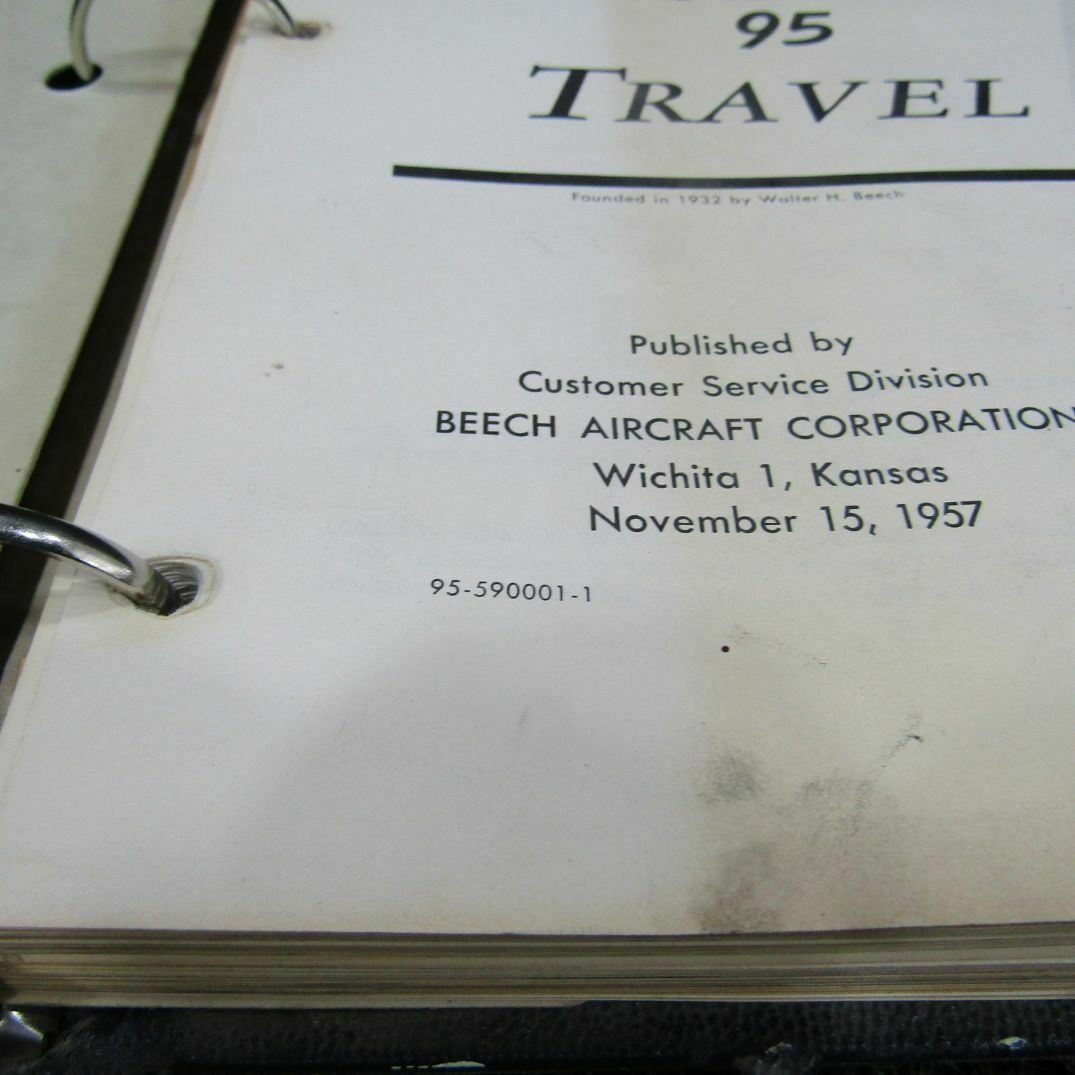 95
TRAVEL
Founded in 1932 by Walter H. Beech
Published by
Customer Service Division
BEECH AIRCRAFT CORPORATION
Wichita 1, Kansas
November 15, 1957
95-590001-1